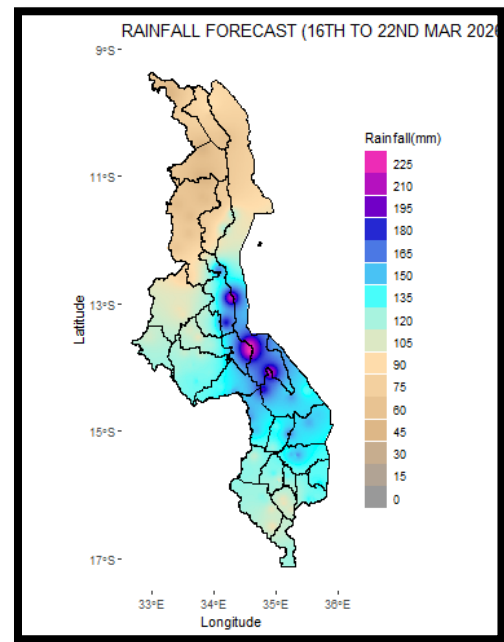 RAINFALL FORECAST (16TH TO 22ND MAR 2026
9°S
11°S
13°S
15°S
17°S
Latitude
33°E 34°E 35°E 36°E
Longitude
Rainfall(mm)
225
210
195
180
165
150
135
120
105
90
75
60
45
30
15
0